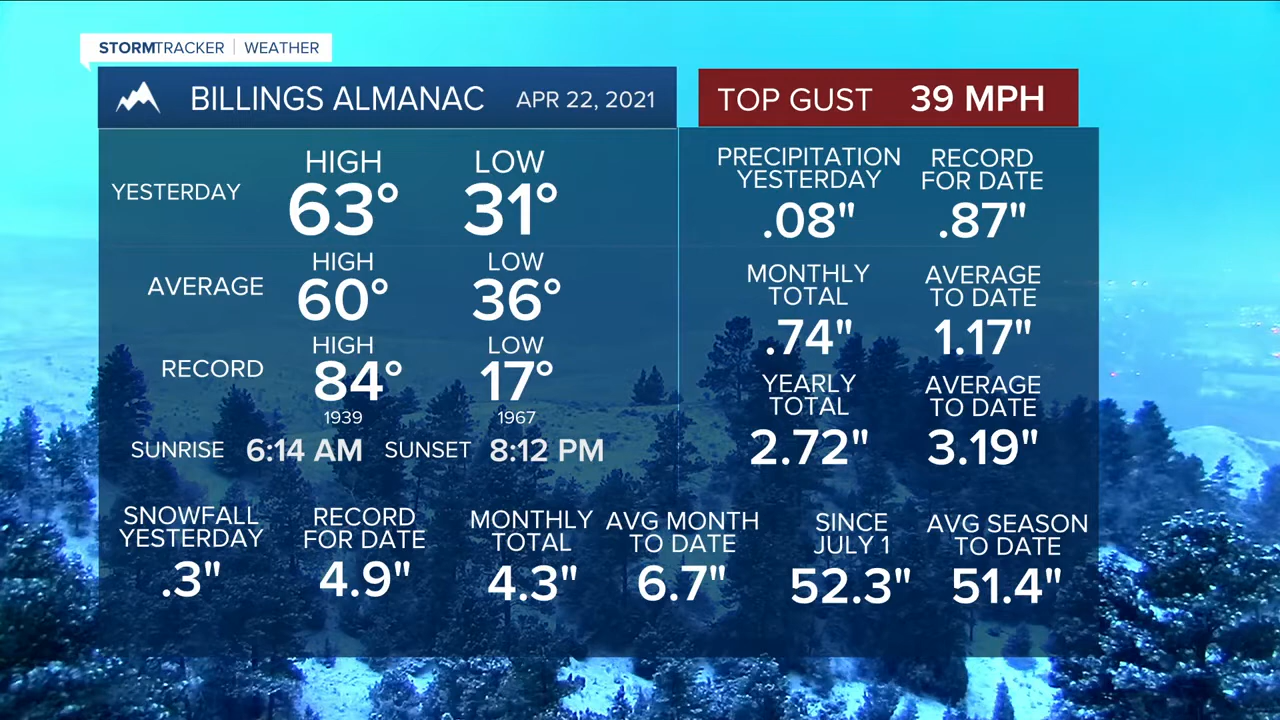 STORMTRACKER | WEATHER
BILLINGS ALMANAC APR 22, 2021
TOP GUST 39 MPH
HIGH LOW
YESTERDAY 63° 31°
HIGH LOW
AVERAGE 60° 36°
HIGH LOW
RECORD 84° 17°
1939 1967
SUNRISE 6:14 AM SUNSET 8:12 PM
PRECIPITATION RECORD
YESTERDAY FOR DATE
.08" .87"
MONTHLY AVERAGE
TOTAL TO DATE
.74" 1.17"
YEARLY AVERAGE
TOTAL TO DATE
2.72" 3.19"
SNOWFALL RECORD MONTHLY AVG MONTH SINCE AVG SEASON
YESTERDAY FOR DATE TOTAL TO DATE JULY 1 TO DATE
.3" 4.9" 4.3" 6.7" 52.3" 51.4"